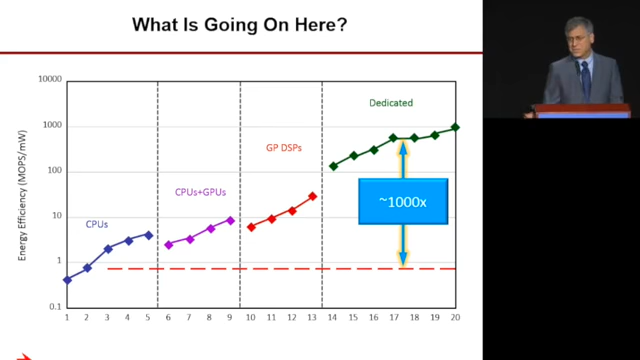 What Is Going On Here?
10000
1000
100
10
1
0.1
Energy Efficiency (MOPS/mW)
CPUs
CPUs+GPUs
GP DSPs
Dedicated
~1000x
1 2 3 4 5 6 7 8 9 10 11 12 13 14 15 16 17 18 19 20